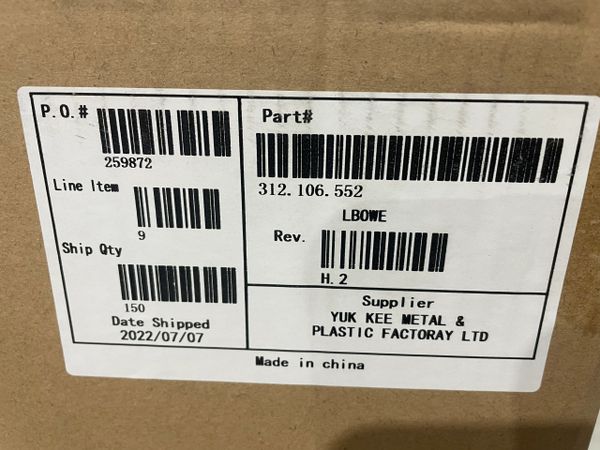 P.O.#
259872
Line Item
9
Ship Qty
150
Date Shipped
2022/07/07
Part#
312.106.552
LBOWE
Rev.
H.2
Supplier
YUK KEE METAL &
PLASTIC FACTORAY LTD
Made in china